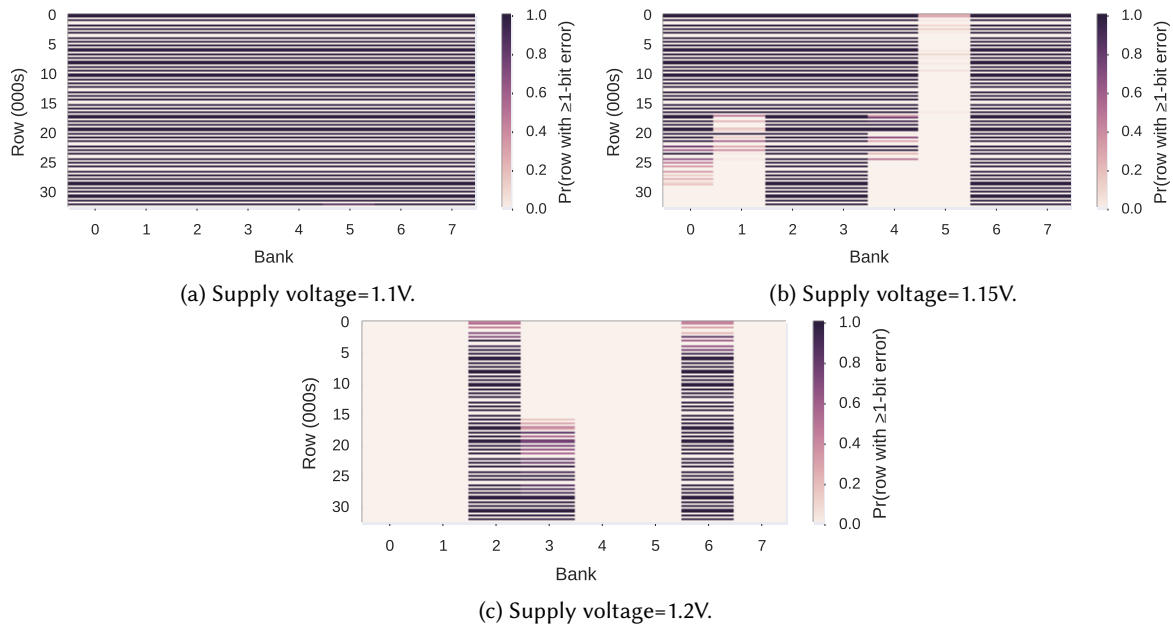 0
5
10
15
20
25
30
Row (000s)
0 1 2 3 4 5 6 7
Bank
1.0
0.8
0.6
0.4
0.2
0.0
Pr(row with ≥1-bit error)
(a) Supply voltage=1.1V.
0
5
10
15
20
25
30
Row (000s)
0 1 2 3 4 5 6 7
Bank
1.0
0.8
0.6
0.4
0.2
0.0
Pr(row with ≥1-bit error)
(b) Supply voltage=1.15V.
0
5
10
15
20
25
30
Row (000s)
0 1 2 3 4 5 6 7
Bank
1.0
0.8
0.6
0.4
0.2
0.0
Pr(row with ≥1-bit error)
(c) Supply voltage=1.2V.